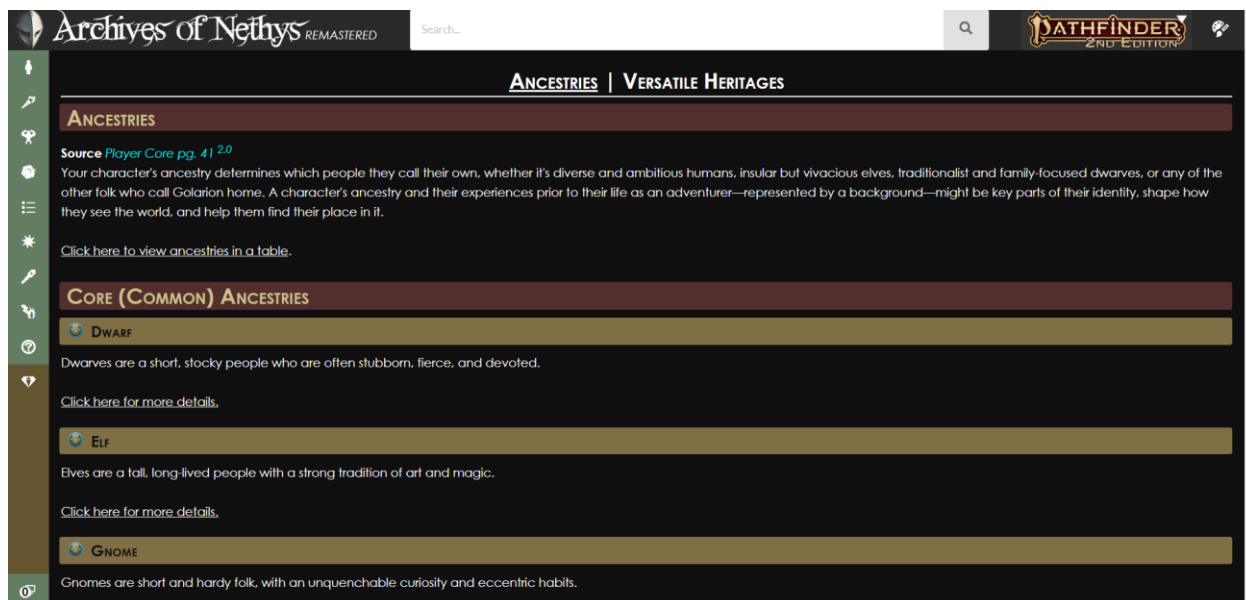 Archives of Nethys REMASTERED
Search...
PATHFINDER
2ND EDITION
ANCESTRIES | VERSATILE HERITAGES
ANCESTRIES
Source Player Core pg. 41 2.0
Your character's ancestry determines which people they call their own, whether it's diverse and ambitious humans, insular but vivacious elves, traditionalist and family-focused dwarves, or any of the
other folk who call Golarion home. A character's ancestry and their experiences prior to their life as an adventurer—represented by a background—might be key parts of their identity, shape how
they see the world, and help them find their place in it.
Click here to view ancestries in a table.
CORE (COMMON) ANCESTRIES
DWARF
Dwarves are a short, stocky people who are often stubborn, fierce, and devoted.
Click here for more details.
ELF
Elves are a tall, long-lived people with a strong tradition of art and magic.
Click here for more details.
GNOME
Gnomes are short and hardy folk, with an unquenchable curiosity and eccentric habits.